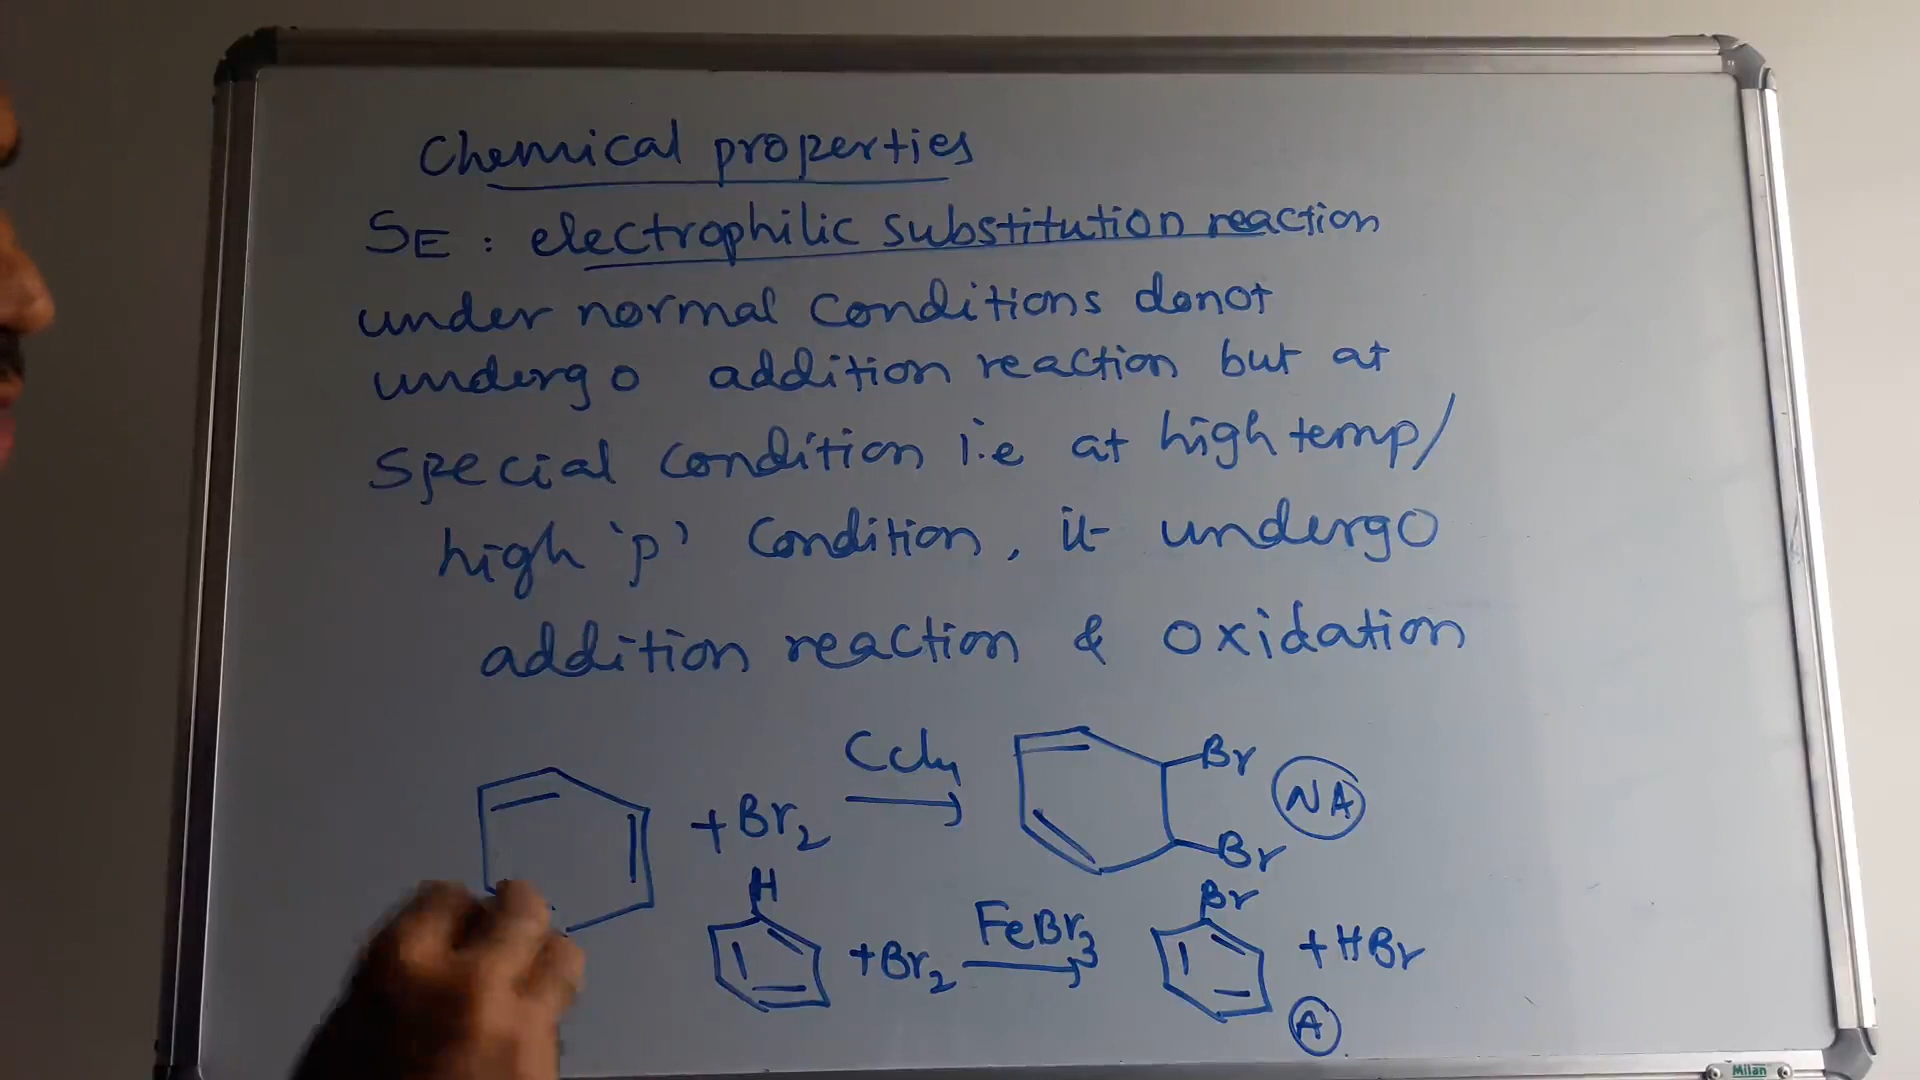 Chemical properties
SE : electrophilic substitution reaction
under normal conditions donot
undergo addition reaction but at
special condition i.e at high temp/
high 'p' condition, it undergo
addition reaction & oxidation
+ Br2 CCl4 Br Br NA
H + Br2 FeBr3 Br + HBr
A
Milan